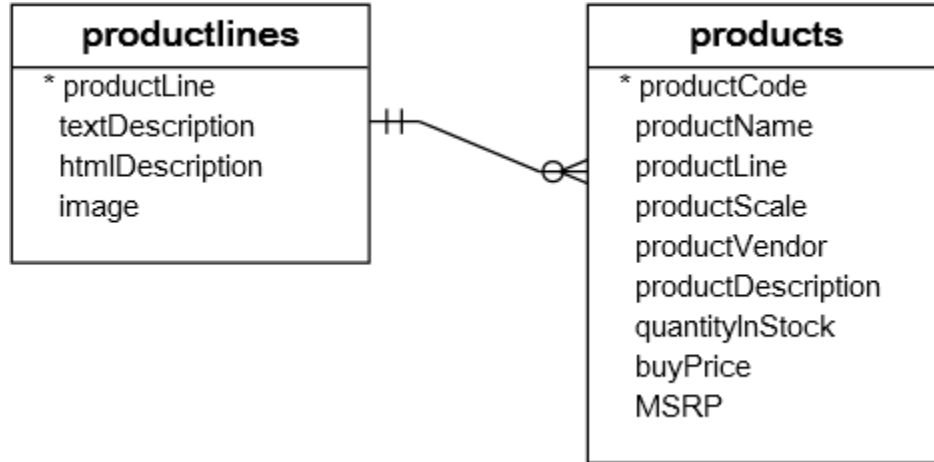 productlines
* productLine
textDescription
htmlDescription
image
products
* productCode
productName
productLine
productScale
productVendor
productDescription
quantityInStock
buyPrice
MSRP